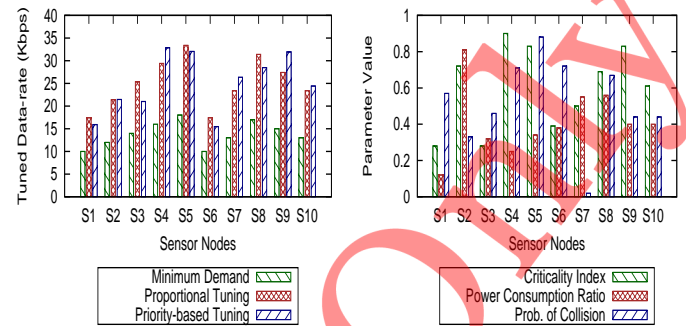 Tuned Data-rate (Kbps)
40
35
30
25
20
15
10
5
0
S1 S2 S3 S4 S5 S6 S7 S8 S9 S10
Sensor Nodes
Minimum Demand
Proportional Tuning
Priority-based Tuning
Parameter Value
1
0.8
0.6
0.4
0.2
0
S1 S2 S3 S4 S5 S6 S7 S8 S9 S10
Sensor Nodes
Criticality Index
Power Consumption Ratio
Prob. of Collision
Only